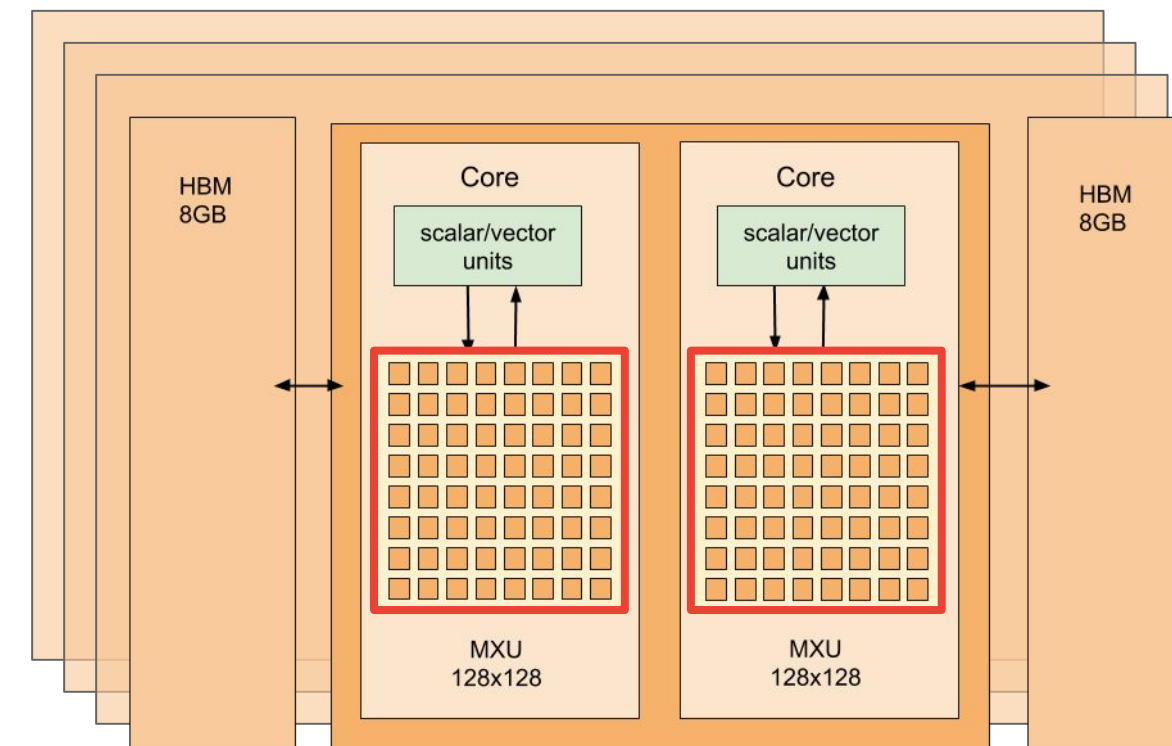 HBM
8GB
Core
scalar/vector
units
MXU
128x128
Core
scalar/vector
units
MXU
128x128
HBM
8GB